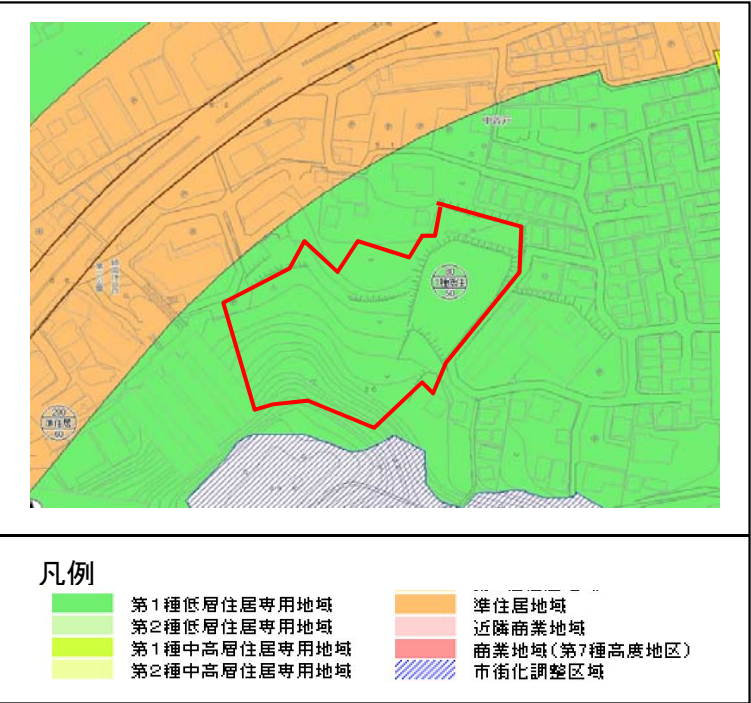 80
1種低住
50
200
準住居
60
凡例
第1種低層住居専用地域
第2種低層住居専用地域
第1種中高層住居専用地域
第2種中高層住居専用地域
準住居地域
近隣商業地域
商業地域(第7種高度地区)
市街化調整区域